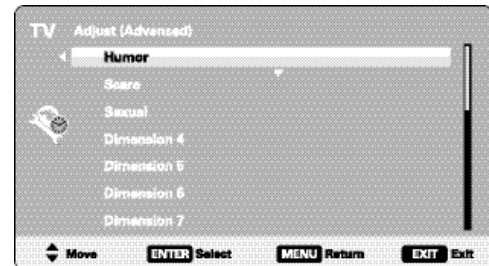 TV Adjust (Advansed)
Humor
Scare
Sexual
Dimension 4
Dimension 5
Dimension 6
Dimension 7
Move ENTER Select MENU Return EXIT Exit